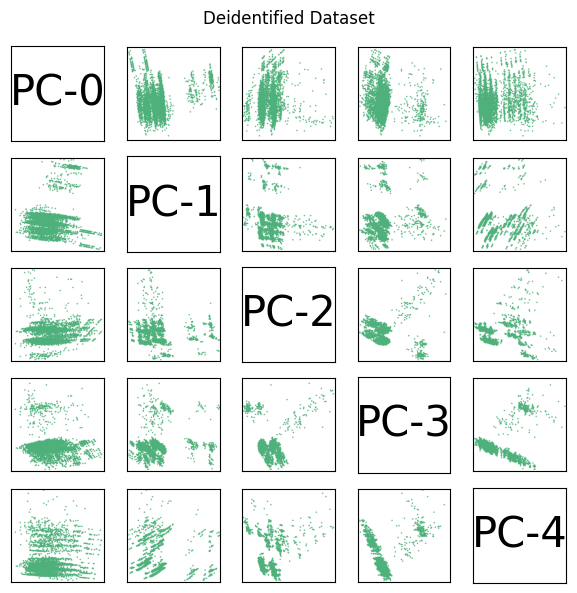 Deidentified Dataset
PC-0
PC-1
PC-2
PC-3
PC-4